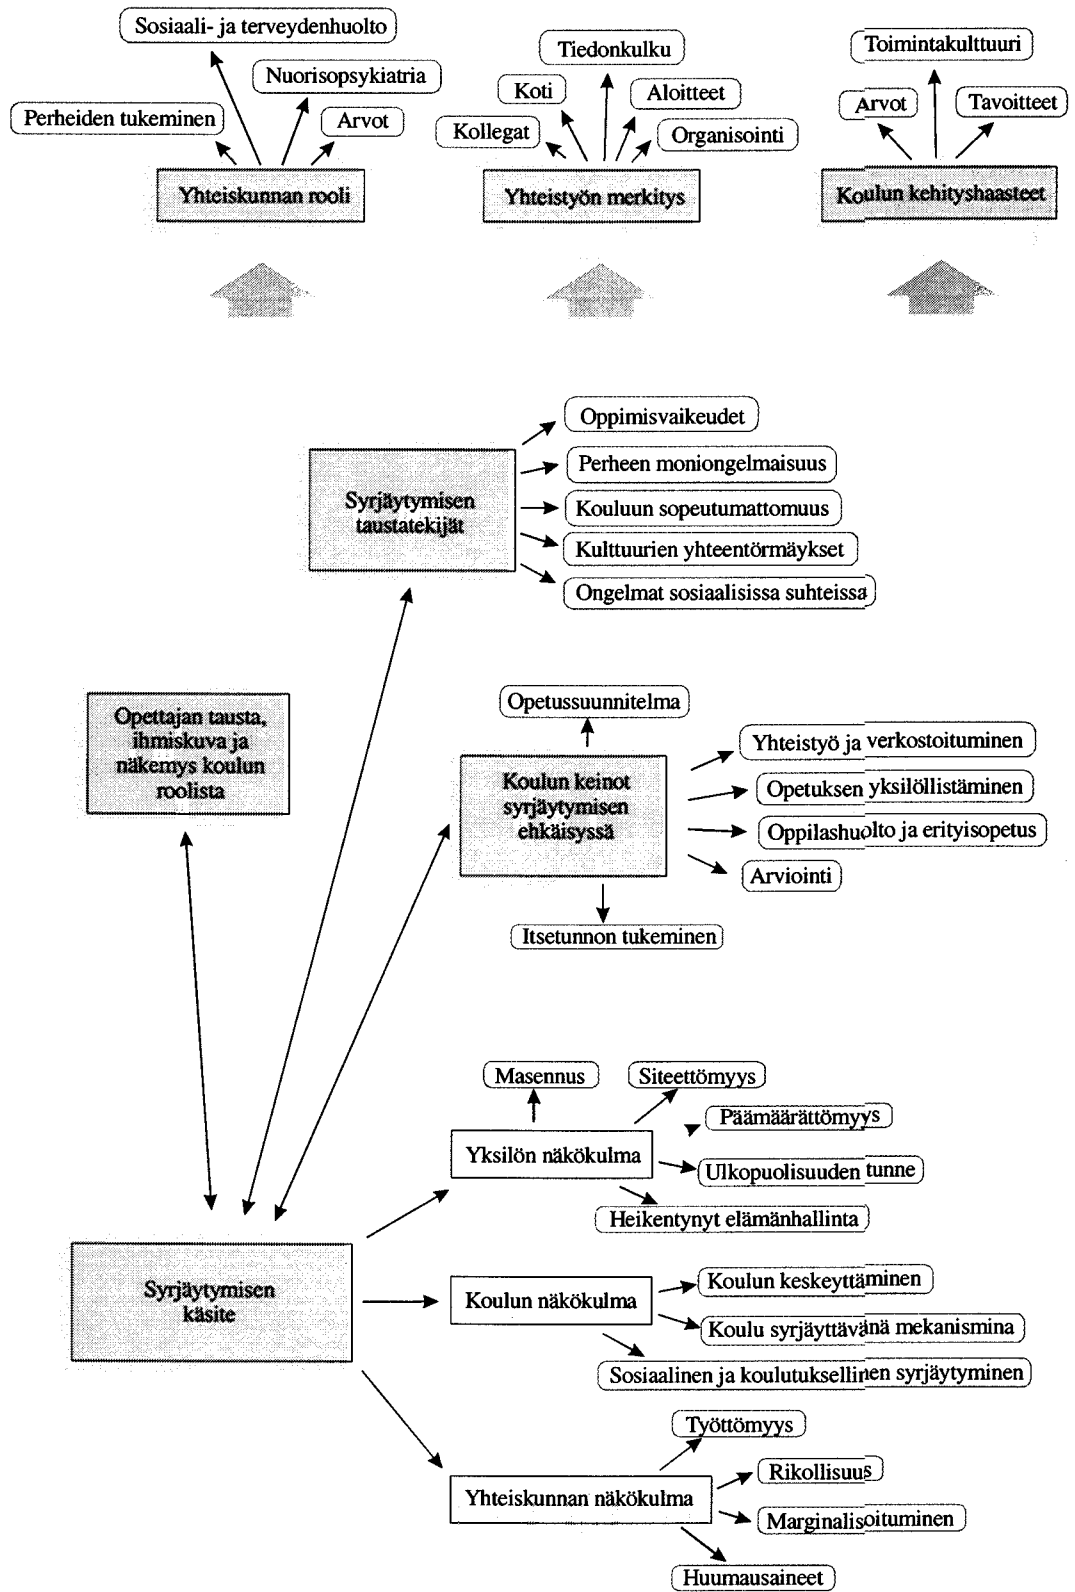 Sosiaali- ja terveydenhuolto
Nuorisopsykiatria
Perheiden tukeminen
Arvot
Yhteiskunnan rooli
Tiedonkulku
Koti
Aloitteet
Kollegat
Organisointi
Yhteistyön merkitys
Toimintakulttuuri
Arvot
Tavoitteet
Koulun kehityshaasteet
Syrjäytymisen
taustatekijät
Oppimisvaikeudet
Perheen moniongelmaisuus
Kouluun sopeutumattomuus
Kulttuurien yhteentörmäykset
Ongelmat sosiaalisissa suhteissa
Opettajan tausta,
ihmiskuva ja
näkemys koulun
roolista
Opetussuunnitelma
Koulun keinot
syrjäytymisen
ehkäisyssä
Yhteistyö ja verkostoituminen
Opetuksen yksilöllistäminen
Oppilashuolto ja erityisopetus
Arviointi
Itsetunnon tukeminen
Syrjäytymisen
käsite
Masennus
Siteettömyys
Päämäärättömyys
Yksilön näkökulma
Ulkopuolisuuden tunne
Heikentynyt elämänhallinta
Koulun näkökulma
Koulun keskeyttäminen
Koulu syrjäyttävänä mekanismina
Sosiaalinen ja koulutuksellinen syrjäytyminen
Työttömyys
Yhteiskunnan näkökulma
Rikollisuus
Marginalisoituminen
Huumausaineet